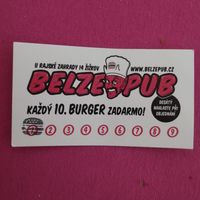 U RAJSKÉ ZAHRADY 14 ŽIŽKOV
WWW.BELZEPUB.CZ
BELZEPUB
KAŽDÝ 10. BURGER ZADARMO!
DESÁTÝ
NAHLASTE PŘI
OBJEDNÁNÍ
2 3 4 5 6 7 8 9